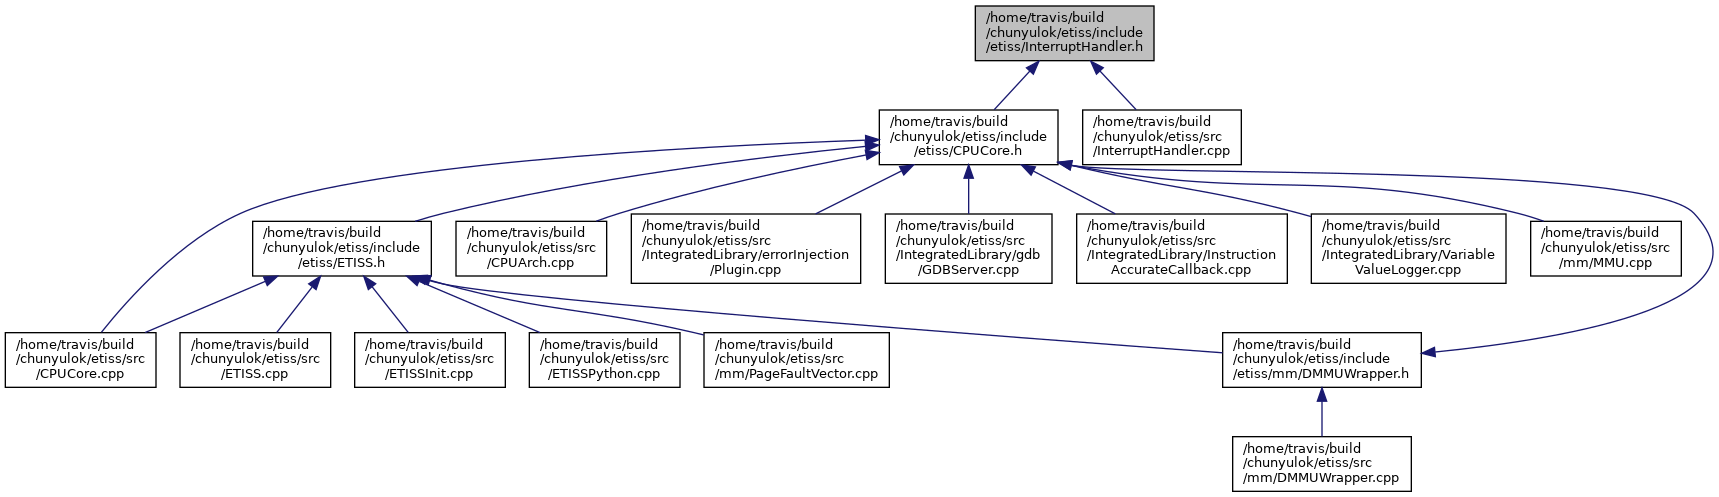 /home/travis/build
/chunyulok/etiss/include
/etiss/InterruptHandler.h
/home/travis/build
/chunyulok/etiss/include
/etiss/CPUCore.h
/home/travis/build
/chunyulok/etiss/src
/InterruptHandler.cpp
/home/travis/build
/chunyulok/etiss/include
/etiss/ETISS.h
/home/travis/build
/chunyulok/etiss/src
/CPUArch.cpp
/home/travis/build
/chunyulok/etiss/src
/IntegratedLibrary/errorInjection
/Plugin.cpp
/home/travis/build
/chunyulok/etiss/src
/IntegratedLibrary/gdb
/GDBServer.cpp
/home/travis/build
/chunyulok/etiss/src
/IntegratedLibrary/Instruction
AccurateCallback.cpp
/home/travis/build
/chunyulok/etiss/src
/IntegratedLibrary/Variable
ValueLogger.cpp
/home/travis/build
/chunyulok/etiss/src
/mm/MMU.cpp
/home/travis/build
/chunyulok/etiss/src
/CPUCore.cpp
/home/travis/build
/chunyulok/etiss/src
/ETISS.cpp
/home/travis/build
/chunyulok/etiss/src
/ETISSInit.cpp
/home/travis/build
/chunyulok/etiss/src
/ETISSPython.cpp
/home/travis/build
/chunyulok/etiss/src
/mm/PageFaultVector.cpp
/home/travis/build
/chunyulok/etiss/include
/etiss/mm/DMMUWrapper.h
/home/travis/build
/chunyulok/etiss/src
/mm/DMMUWrapper.cpp